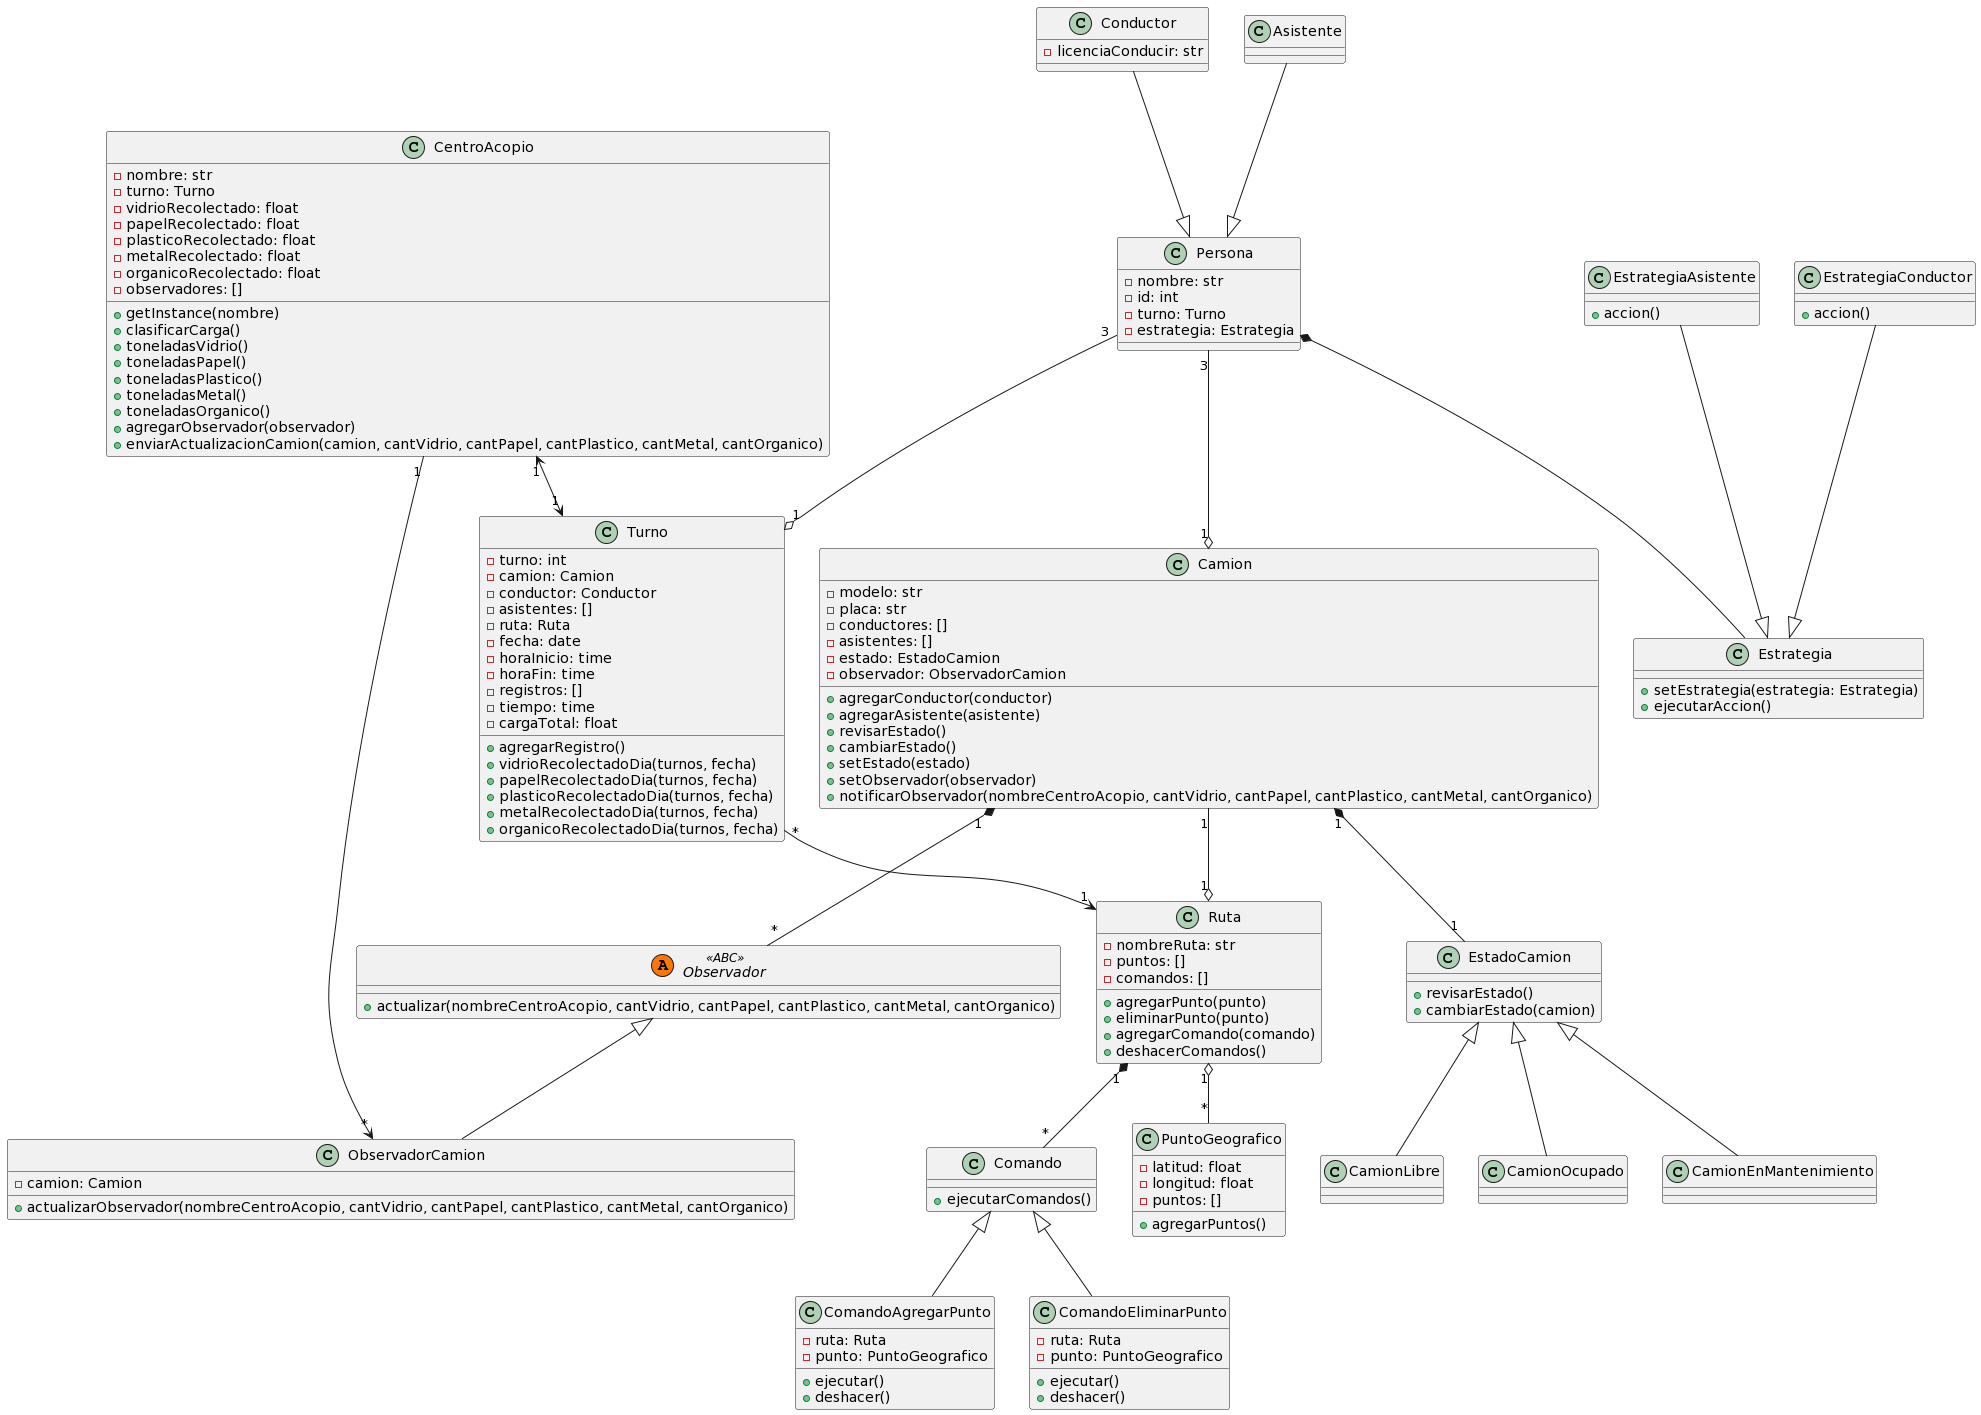 C Conductor
licenciaConducir: str
C Asistente
C CentroAcopio
nombre: str
turno: Turno
vidrioRecolectado: float
papelRecolectado: float
plasticoRecolectado: float
metalRecolectado: float
organicoRecolectado: float
observadores: []
getInstance(nombre)
clasificarCarga()
toneladasVidrio()
toneladasPapel()
toneladasPlastico()
toneladasMetal()
toneladasOrganico()
agregarObservador(observador)
enviarActualizacionCamion(camion, cantVidrio, cantPapel, cantPlastico, cantMetal, cantOrganico)
C Persona
nombre: str
id: int
turno: Turno
estrategia: Estrategia
C EstrategiaAsistente
accion()
C EstrategiaConductor
accion()
3
3
1
1
1
1
1
C Turno
turno: int
camion: Camion
conductor: Conductor
asistentes: []
ruta: Ruta
fecha: date
horaInicio: time
horaFin: time
registros: []
tiempo: time
cargaTotal: float
agregarRegistro()
vidrioRecolectadoDia(turnos, fecha)
papelRecolectadoDia(turnos, fecha)
plasticoRecolectadoDia(turnos, fecha)
metalRecolectadoDia(turnos, fecha)
organicoRecolectadoDia(turnos, fecha)
C Camion
modelo: str
placa: str
conductores: []
asistentes: []
estado: EstadoCamion
observador: ObservadorCamion
agregarConductor(conductor)
agregarAsistente(asistente)
revisarEstado()
cambiarEstado()
setEstado(estado)
setObservador(observador)
notificarObservador(nombreCentroAcopio, cantVidrio, cantPapel, cantPlastico, cantMetal, cantOrganico)
C Estrategia
setEstrategia(estrategia: Estrategia)
ejecutarAccion()
*
1
1
1
1
1
*
1
A «ABC»
Observador
actualizar(nombreCentroAcopio, cantVidrio, cantPapel, cantPlastico, cantMetal, cantOrganico)
C Ruta
nombreRuta: str
puntos: []
comandos: []
agregarPunto(punto)
eliminarPunto(punto)
agregarComando(comando)
deshacerComandos()
C EstadoCamion
revisarEstado()
cambiarEstado(camion)
1
1
*
*
*
C ObservadorCamion
camion: Camion
actualizarObservador(nombreCentroAcopio, cantVidrio, cantPapel, cantPlastico, cantMetal, cantOrganico)
C Comando
ejecutarComandos()
C PuntoGeografico
latitud: float
longitud: float
puntos: []
agregarPuntos()
C CamionLibre
C CamionOcupado
C CamionEnMantenimiento
C ComandoAgregarPunto
ruta: Ruta
punto: PuntoGeografico
ejecutar()
deshacer()
C ComandoEliminarPunto
ruta: Ruta
punto: PuntoGeografico
ejecutar()
deshacer()